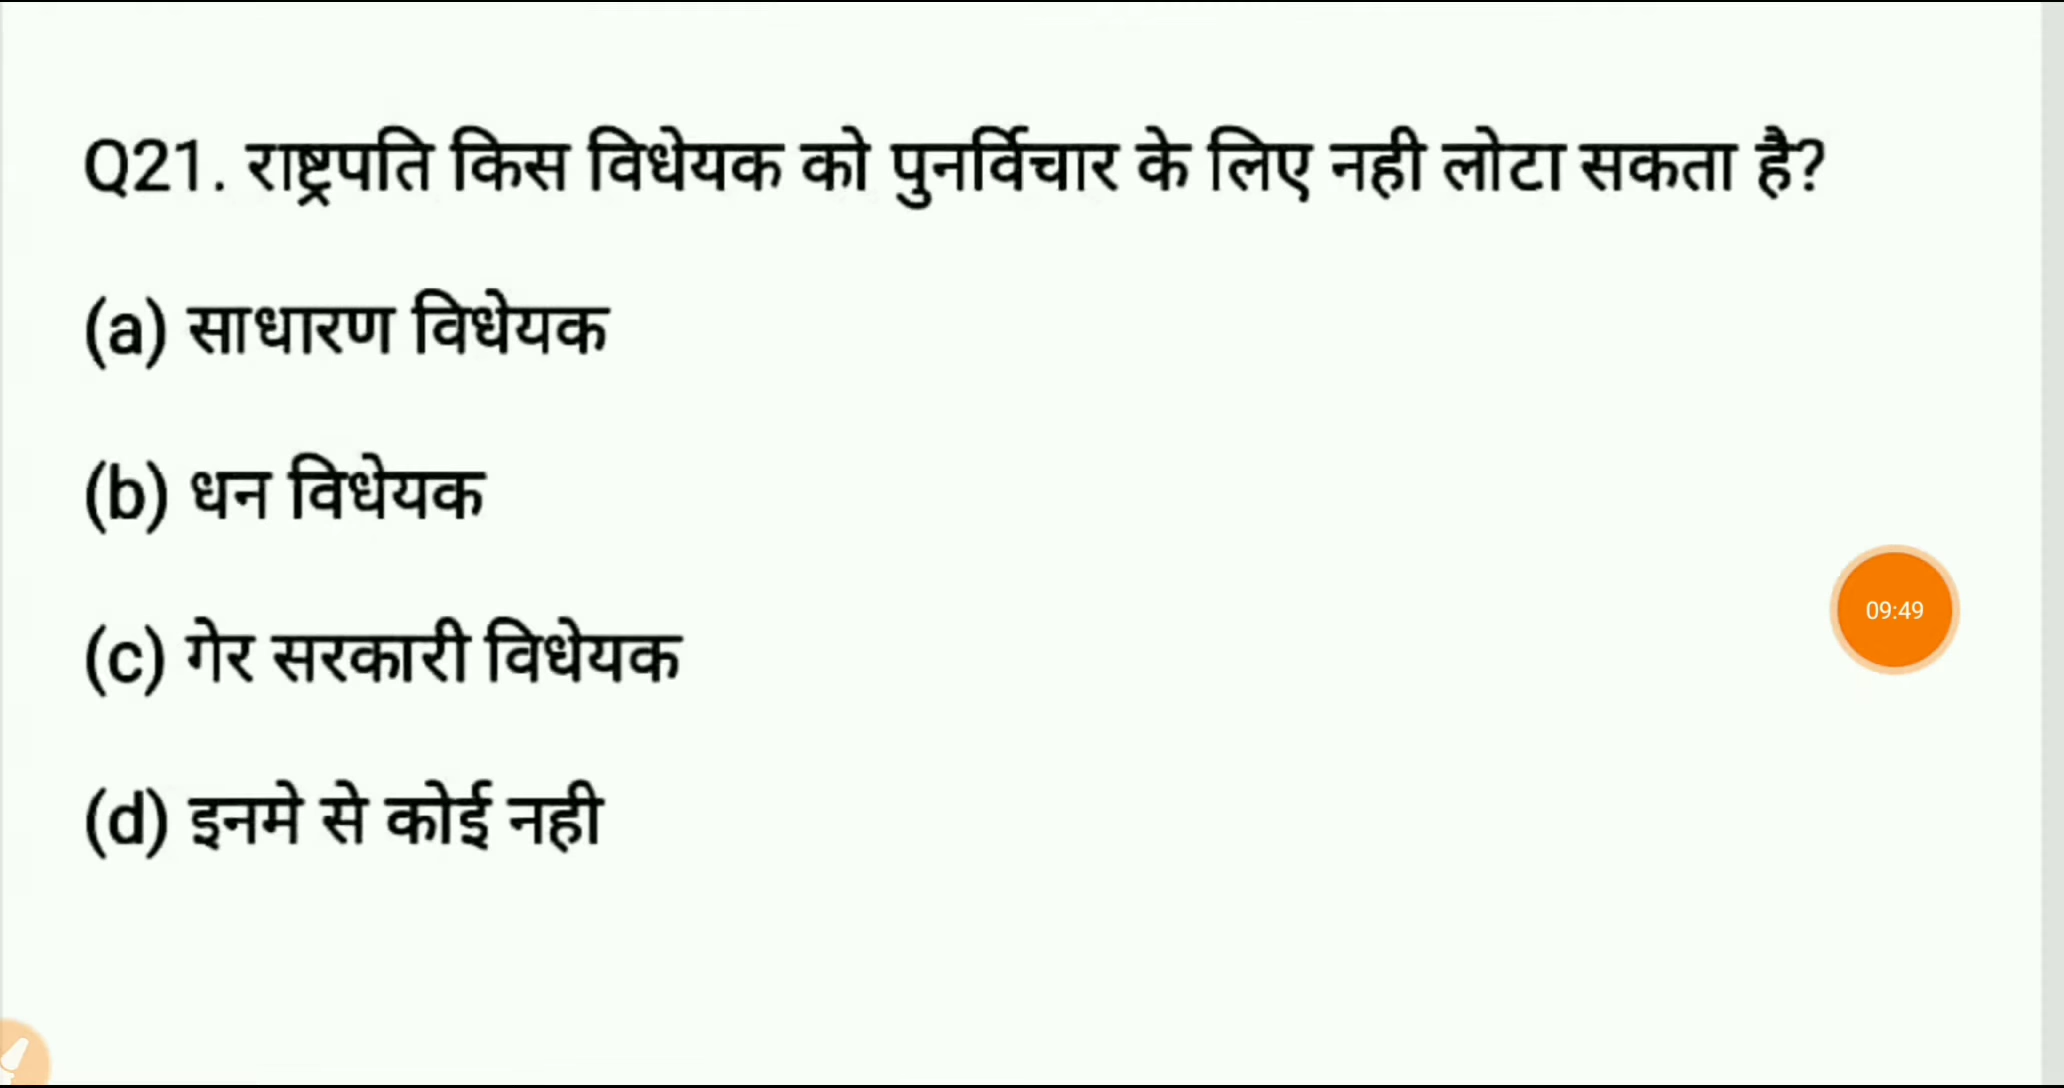 Q21. राष्ट्रपति किस विधेयक को पुनर्विचार के लिए नही लोटा सकता है?
(a) साधारण विधेयक
(b) धन विधेयक
(c) गेर सरकारी विधेयक
09:49
(d) इनमे से कोई नही